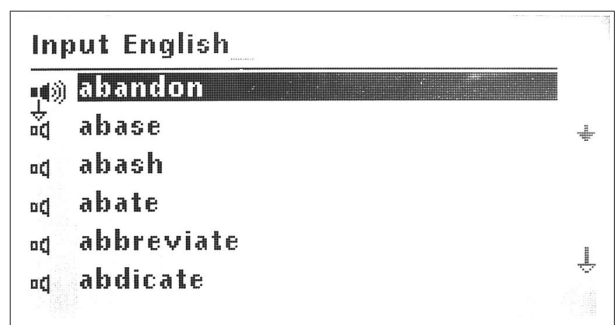 Input English
abandon
abase
abash
abate
abbreviate
abdicate